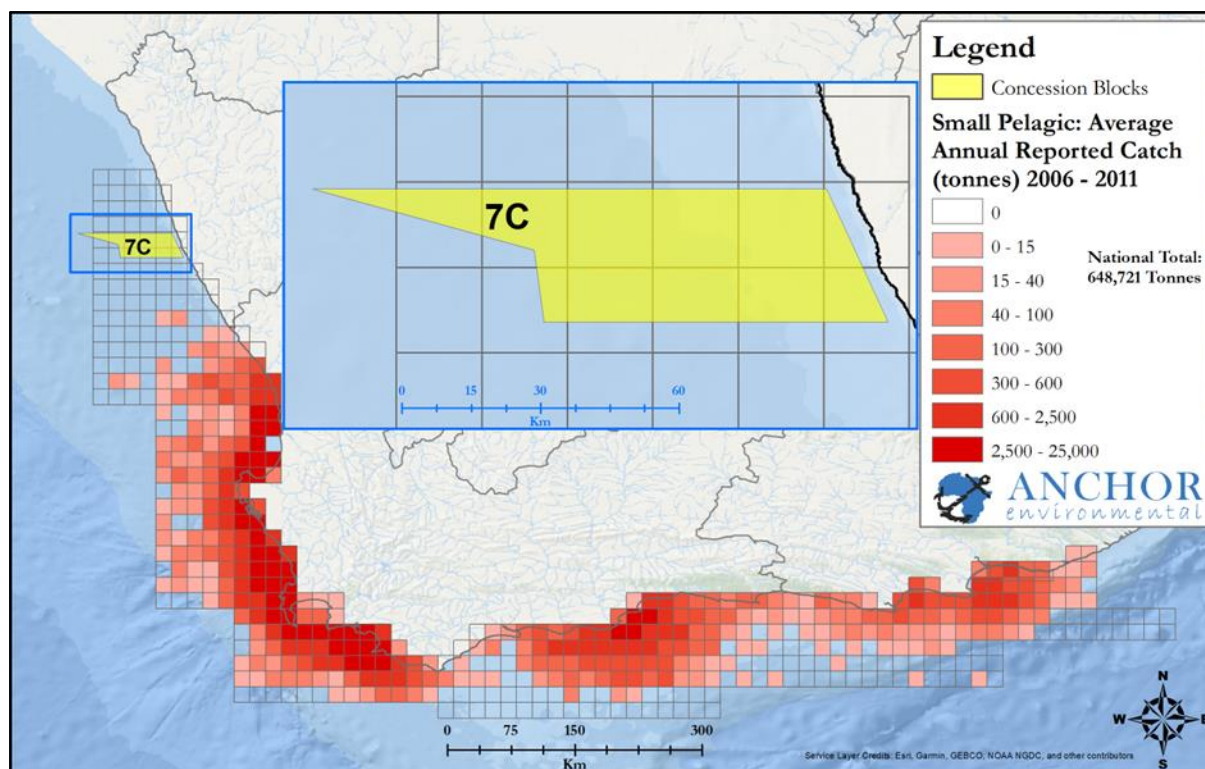 Legend
Concession Blocks
Small Pelagic: Average
Annual Reported Catch
(tonnes) 2006 - 2011
0
0 - 15
15 - 40
40 - 100
100 - 300
300 - 600
600 - 2,500
2,500 - 25,000
National Total:
648,721 Tonnes
ANCHOR
environmental
7C
7C
0 15 30 60
Km
0 75 150 300
Km
N
W E
S
Service Layer Credits: Esri, Garmin, GEBCO, NOAA NGDC, and other contributors